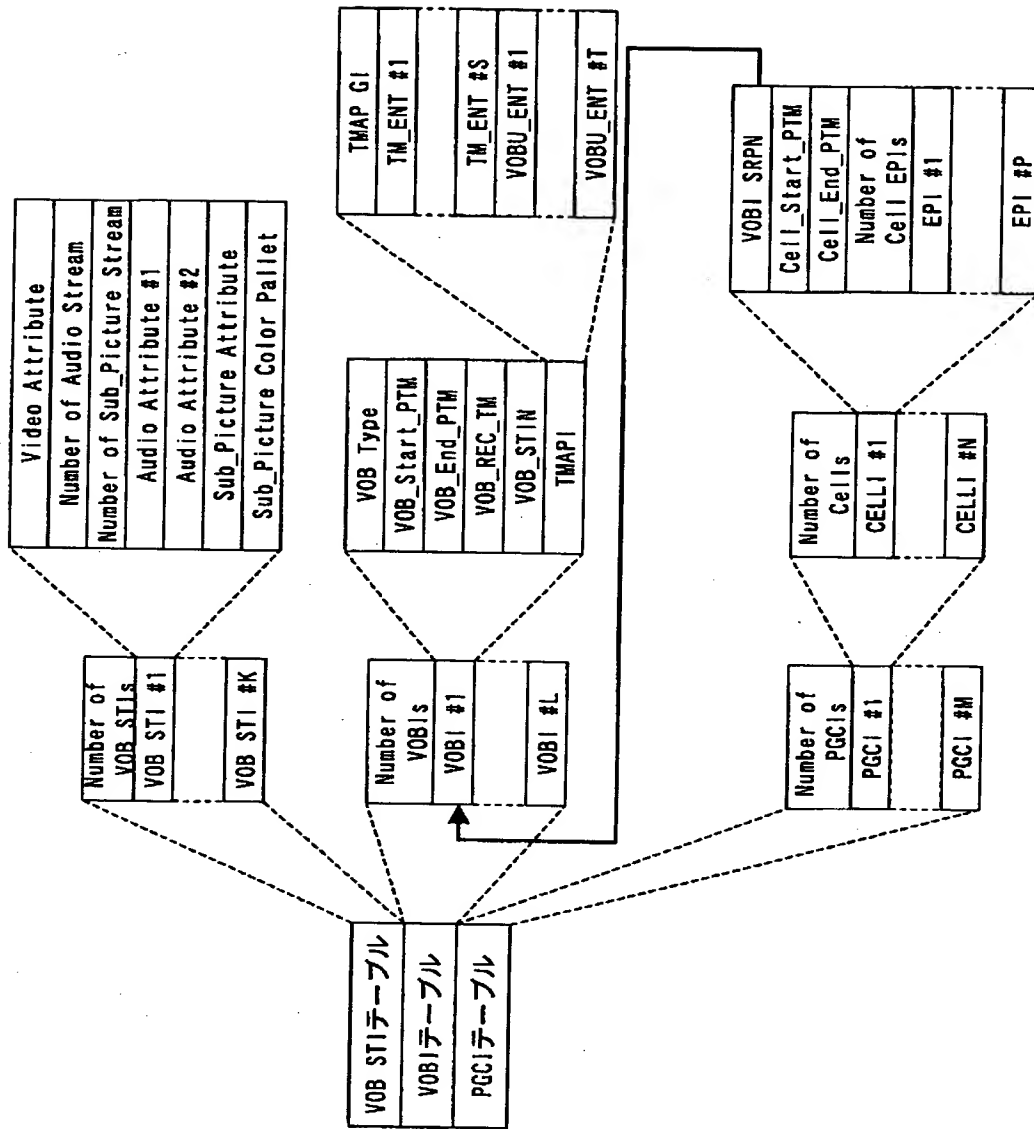 VOB STIテーブル
VOBIテーブル
PGCIテーブル
Number of
VOB STIs
VOB STI #1
VOB STI #K
Video Attribute
Number of Audio Stream
Number of Sub_Picture Stream
Audio Attribute #1
Audio Attribute #2
Sub_Picture Attribute
Sub_Picture Color Pallet
Number of
VOBIs
VOBI #1
VOBI #L
VOB Type
VOB_Start_PTM
VOB_End_PTM
VOB_REC_TM
VOB_STIN
TMAPI
TMAP GI
TM_ENT #1
TM_ENT #S
VOBU_ENT #1
VOBU_ENT #T
Number of
PGCIs
PGCI #1
PGCI #M
Number of
Cells
CELLI #1
CELLI #N
VOBI SRPN
Cell_Start_PTM
Cell_End_PTM
Number of
Cell EPIs
EPI #1
EPI #P